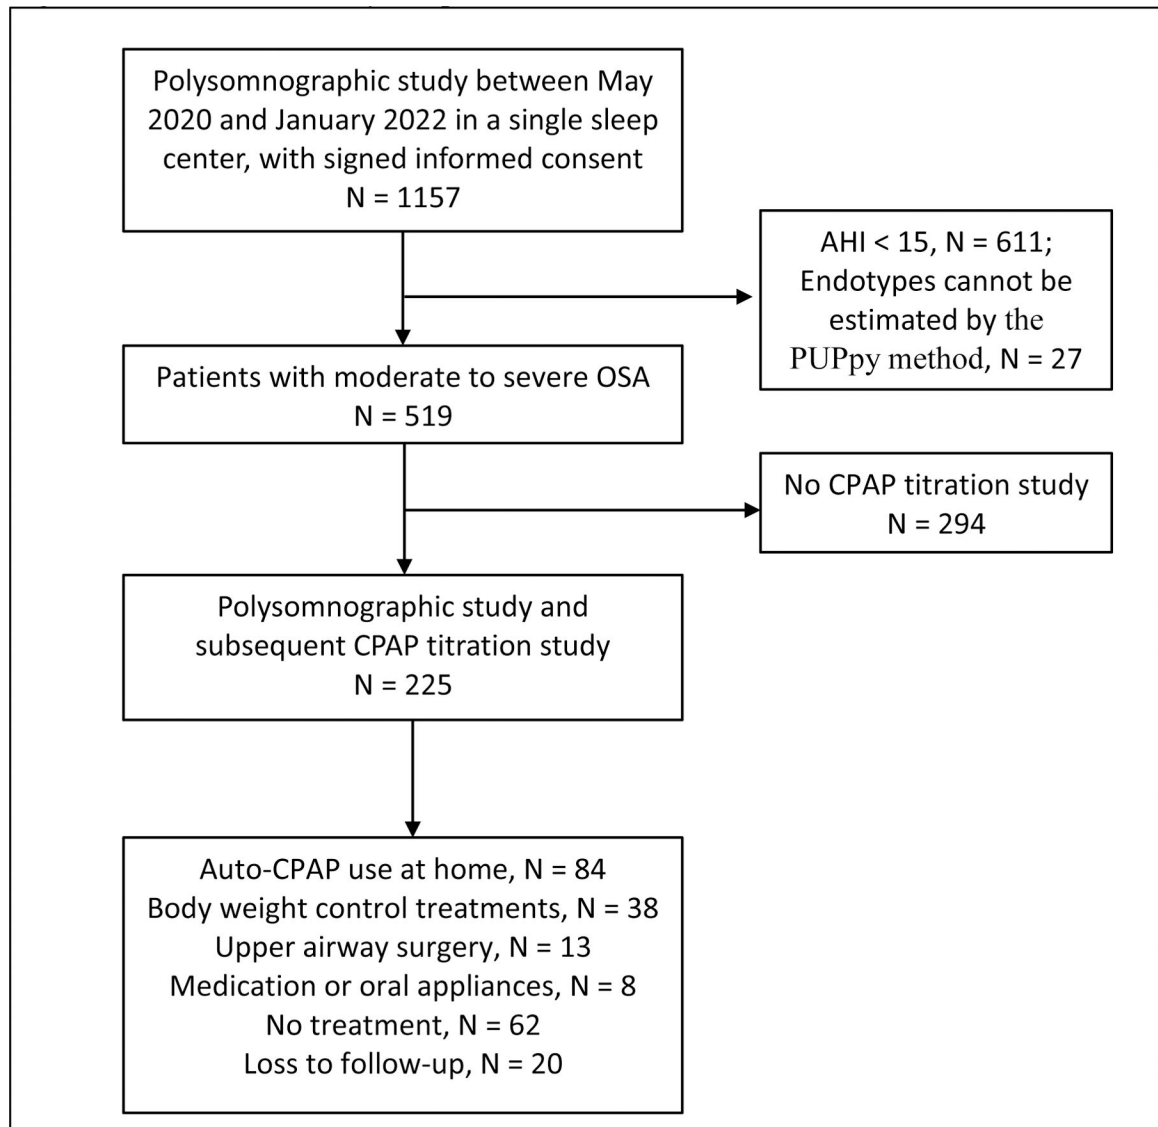 Polysomnographic study between May
2020 and January 2022 in a single sleep
center, with signed informed consent
N = 1157
AHI < 15, N = 611;
Endotypes cannot be
estimated by the
PUPpy method, N = 27
Patients with moderate to severe OSA
N = 519
No CPAP titration study
N = 294
Polysomnographic study and
subsequent CPAP titration study
N = 225
Auto-CPAP use at home, N = 84
Body weight control treatments, N = 38
Upper airway surgery, N = 13
Medication or oral appliances, N = 8
No treatment, N = 62
Loss to follow-up, N = 20